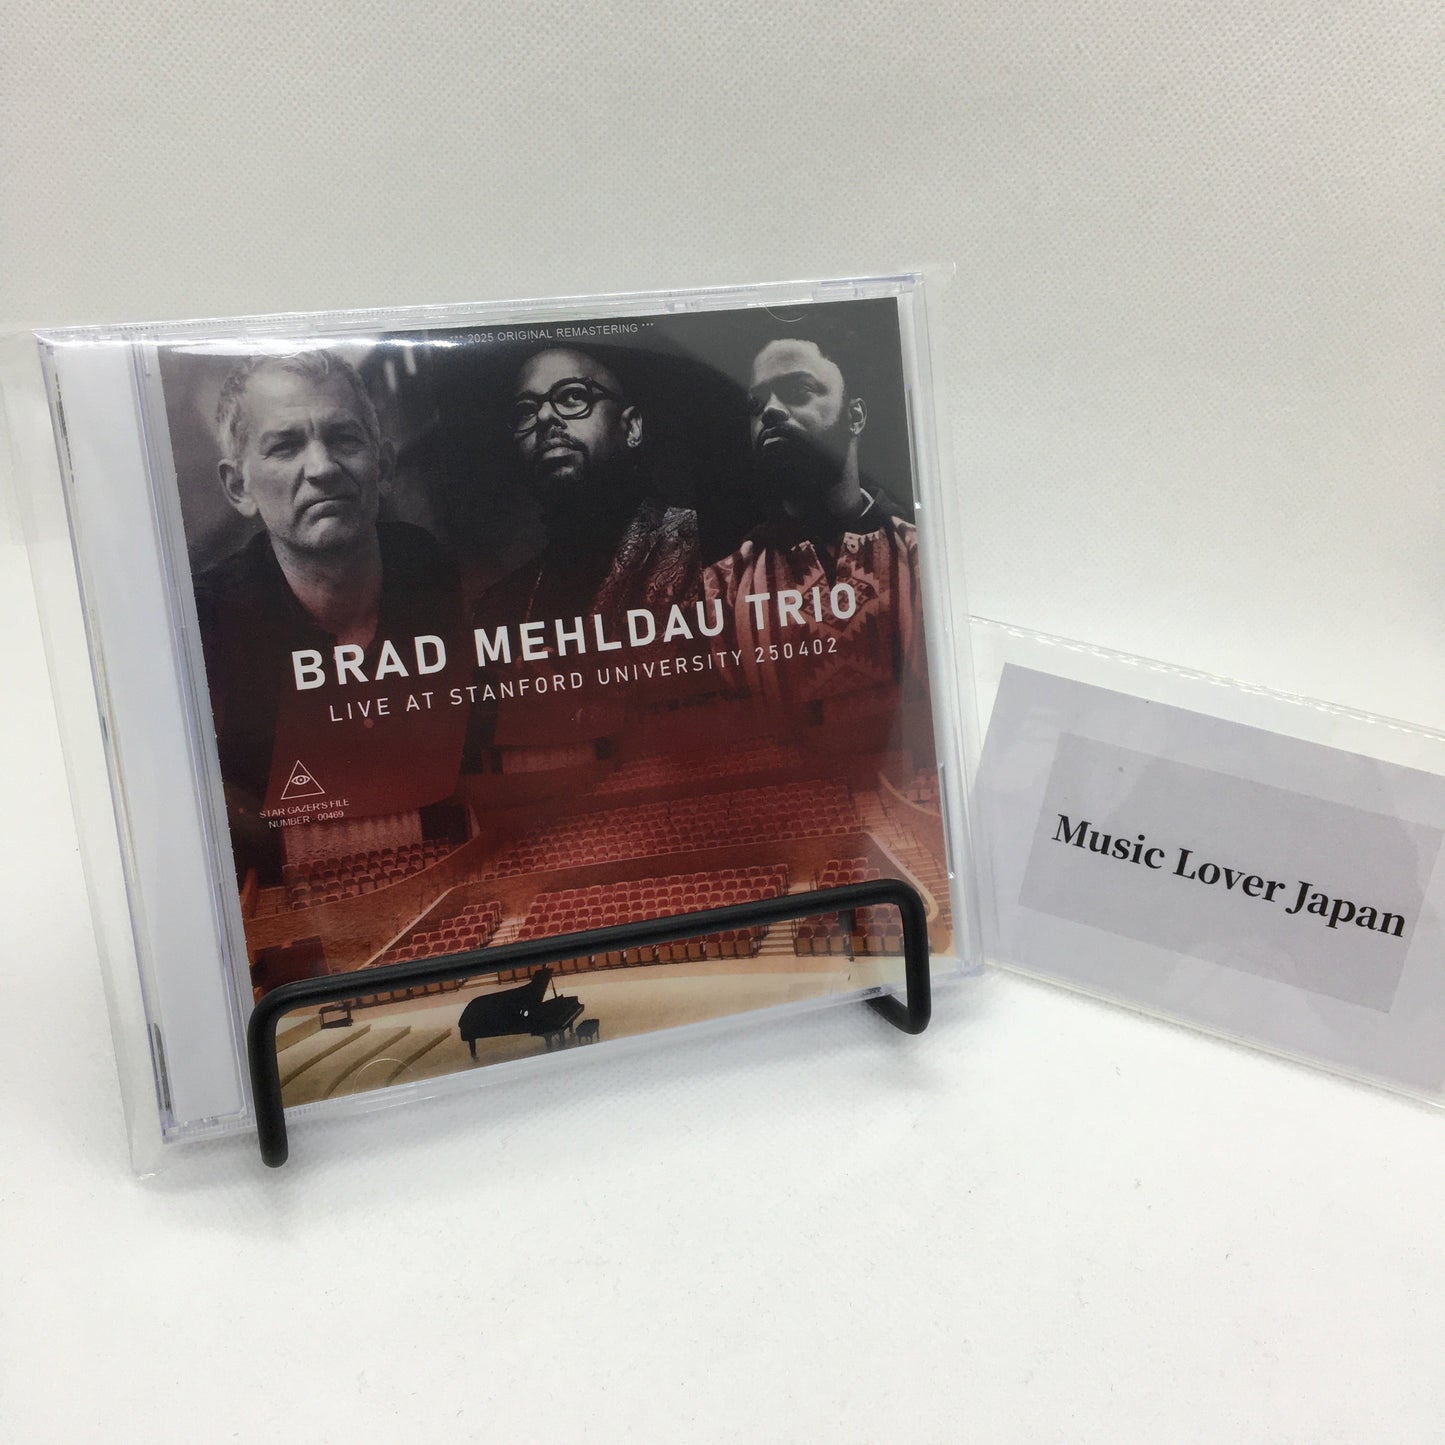 *** 2025 ORIGINAL REMASTERING ***
BRAD MEHLDAU TRIO
LIVE AT STANFORD UNIVERSITY 250402
STAR GAZER'S FILE
NUMBER - 00469
Music Lover Japan